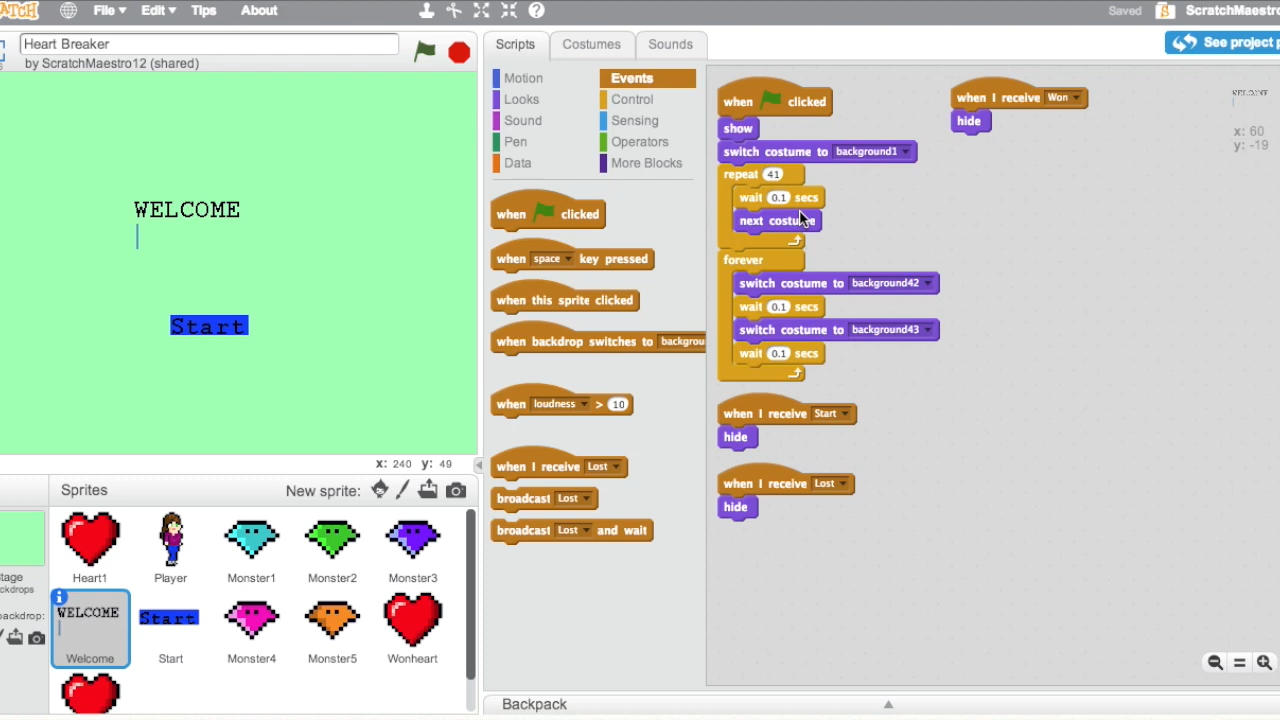 File Edit Tips About
Saved
ScratchMaestro
Heart Breaker
by ScratchMaestro12 (shared)
Scripts Costumes Sounds
See project p
WELCOME
Start
x: 240 y: 49
Motion Events
Looks Control
Sound Sensing
Pen Operators
Data More Blocks
when clicked
when space key pressed
when this sprite clicked
when backdrop switches to backgrou
when loudness > 10
when I receive Lost
broadcast Lost
broadcast Lost and wait
when clicked
show
switch costume to background1
repeat 41
wait 0.1 secs
next costume
forever
switch costume to background42
wait 0.1 secs
switch costume to background43
wait 0.1 secs
when I receive Start
hide
when I receive Lost
hide
when I receive Won
hide
WELCOME
x: 60
y: -19
Sprites New sprite:
Heart1 Player Monster1 Monster2 Monster3
WELCOME
Start
Welcome Start Monster4 Monster5 Wonheart
tage
ckdrops
backdrop:
Backpack